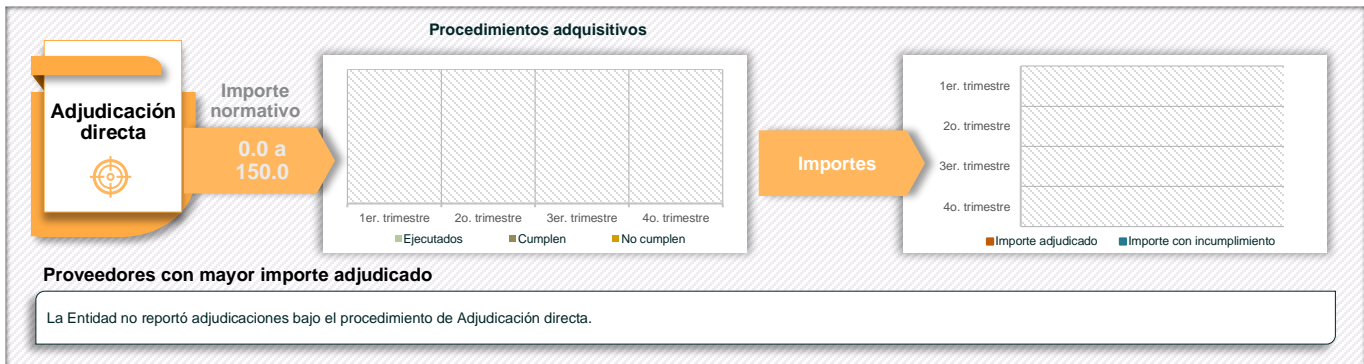 Procedimientos adquisitivos
Adjudicación
directa
Importe
normativo
0.0 a
150.0
1er. trimestre
2o. trimestre
3er. trimestre
4o. trimestre
Ejecutados
Cumplen
No cumplen
Importes
1er. trimestre
2o. trimestre
3er. trimestre
4o. trimestre
Importe adjudicado
Importe con incumplimiento
Proveedores con mayor importe adjudicado
La Entidad no reportó adjudicaciones bajo el procedimiento de Adjudicación directa.